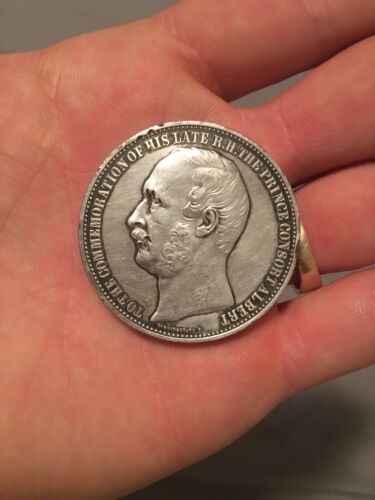 TO THE COMMEMORATION OF HIS LATE R.H. THE PRINCE CONSORT ALBERT